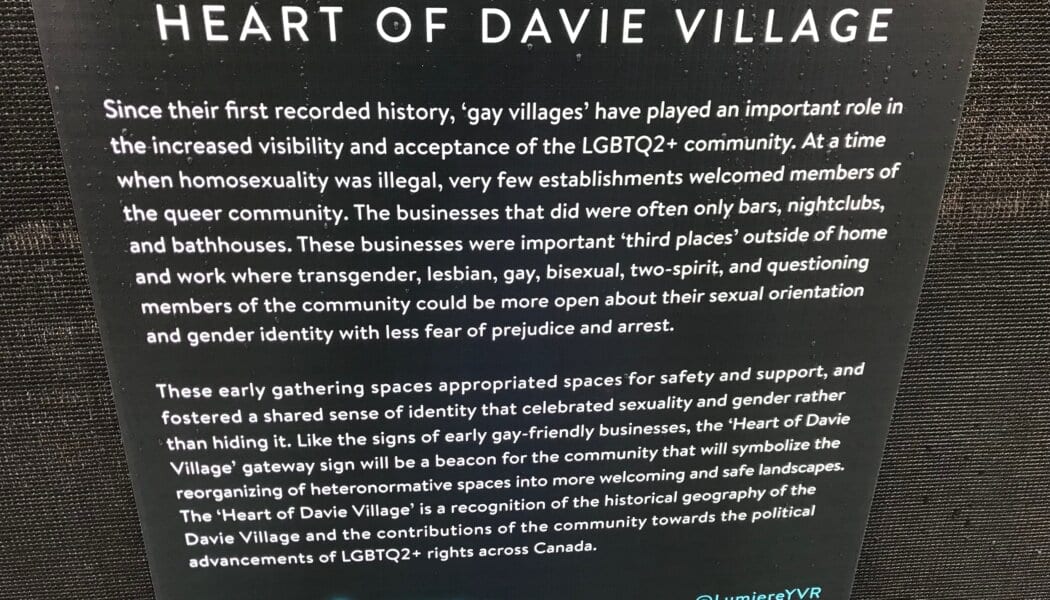 HEART OF DAVIE VILLAGE
Since their first recorded history, ‘gay villages’ have played an important role in
the increased visibility and acceptance of the LGBTQ2+ community. At a time
when homosexuality was illegal, very few establishments welcomed members of
the queer community. The businesses that did were often only bars, nightclubs,
and bathhouses. These businesses were important ‘third places’ outside of home
and work where transgender, lesbian, gay, bisexual, two-spirit, and questioning
members of the community could be more open about their sexual orientation
and gender identity with less fear of prejudice and arrest.
These early gathering spaces appropriated spaces for safety and support, and
fostered a shared sense of identity that celebrated sexuality and gender rather
than hiding it. Like the signs of early gay-friendly businesses, the ‘Heart of Davie
Village’ gateway sign will be a beacon for the community that will symbolize the
reorganizing of heteronormative spaces into more welcoming and safe landscapes.
The ‘Heart of Davie Village’ is a recognition of the historical geography of the
Davie Village and the contributions of the community towards the political
advancements of LGBTQ2+ rights across Canada.
@LumiereYVR